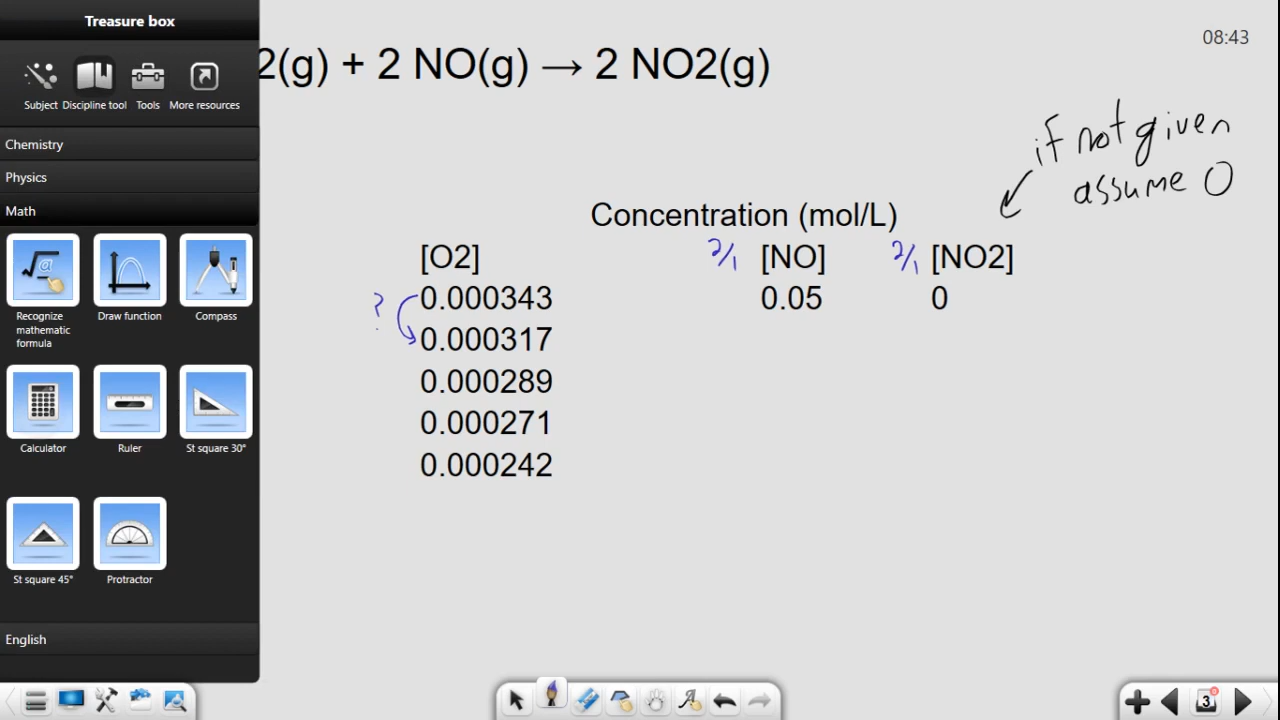 Treasure box
08:43
2(g) + 2 NO(g) → 2 NO2(g)
Subject Discipline tool Tools More resources
if not given
assume 0
Chemistry
Physics
Math
Concentration (mol/L)
[O2] 2/1 [NO] 2/1 [NO2]
? 0.000343 0.05 0
0.000317
0.000289
0.000271
0.000242
Recognize
mathematic
formula
Draw function
Compass
Calculator
Ruler
St square 30°
St square 45°
Protractor
English
A
3